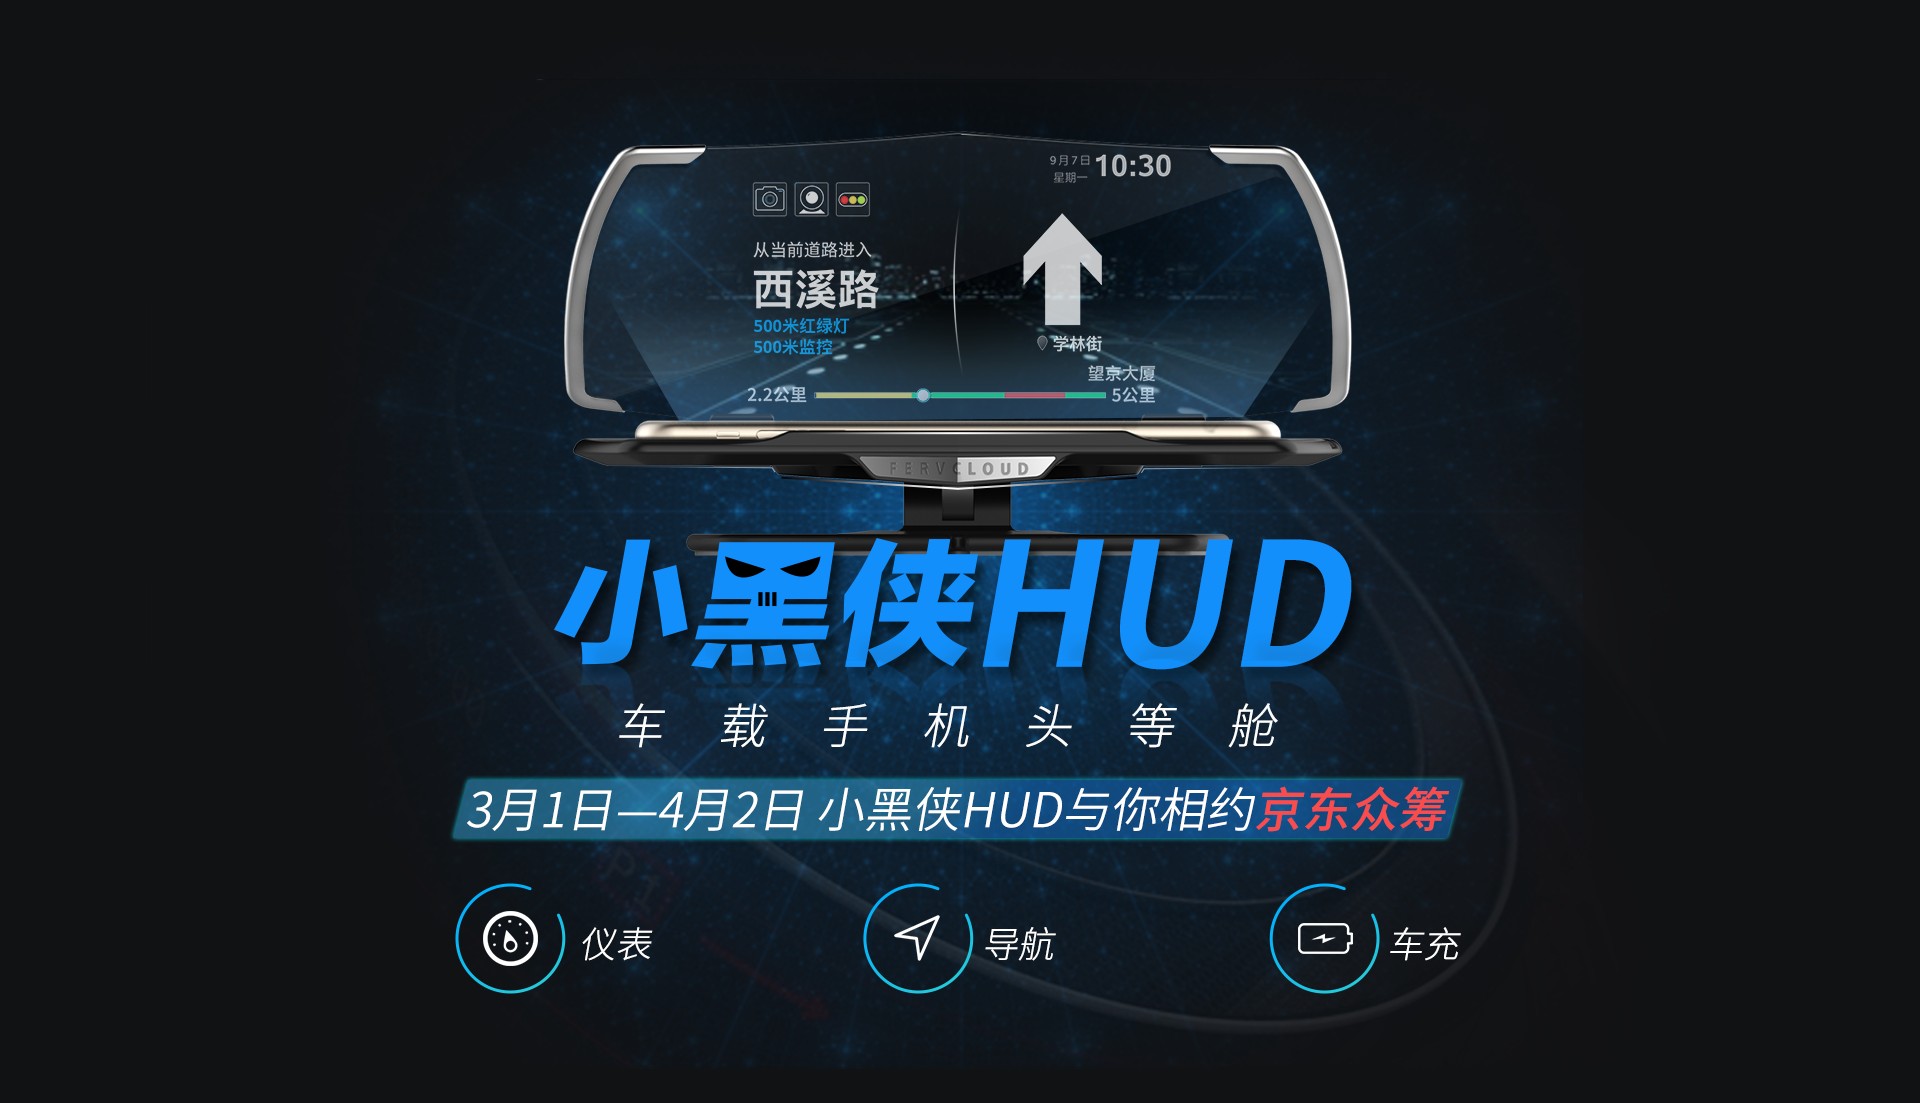 9月7日 10:30
星期一
从当前道路进入
西溪路
500米红绿灯
500米监控
学林街
望京大厦
2.2公里
5公里
FERVCLOUD
小黑侠HUD
车载手机头等舱
3月1日—4月2日 小黑侠HUD与你相约京东众筹
仪表
导航
车充